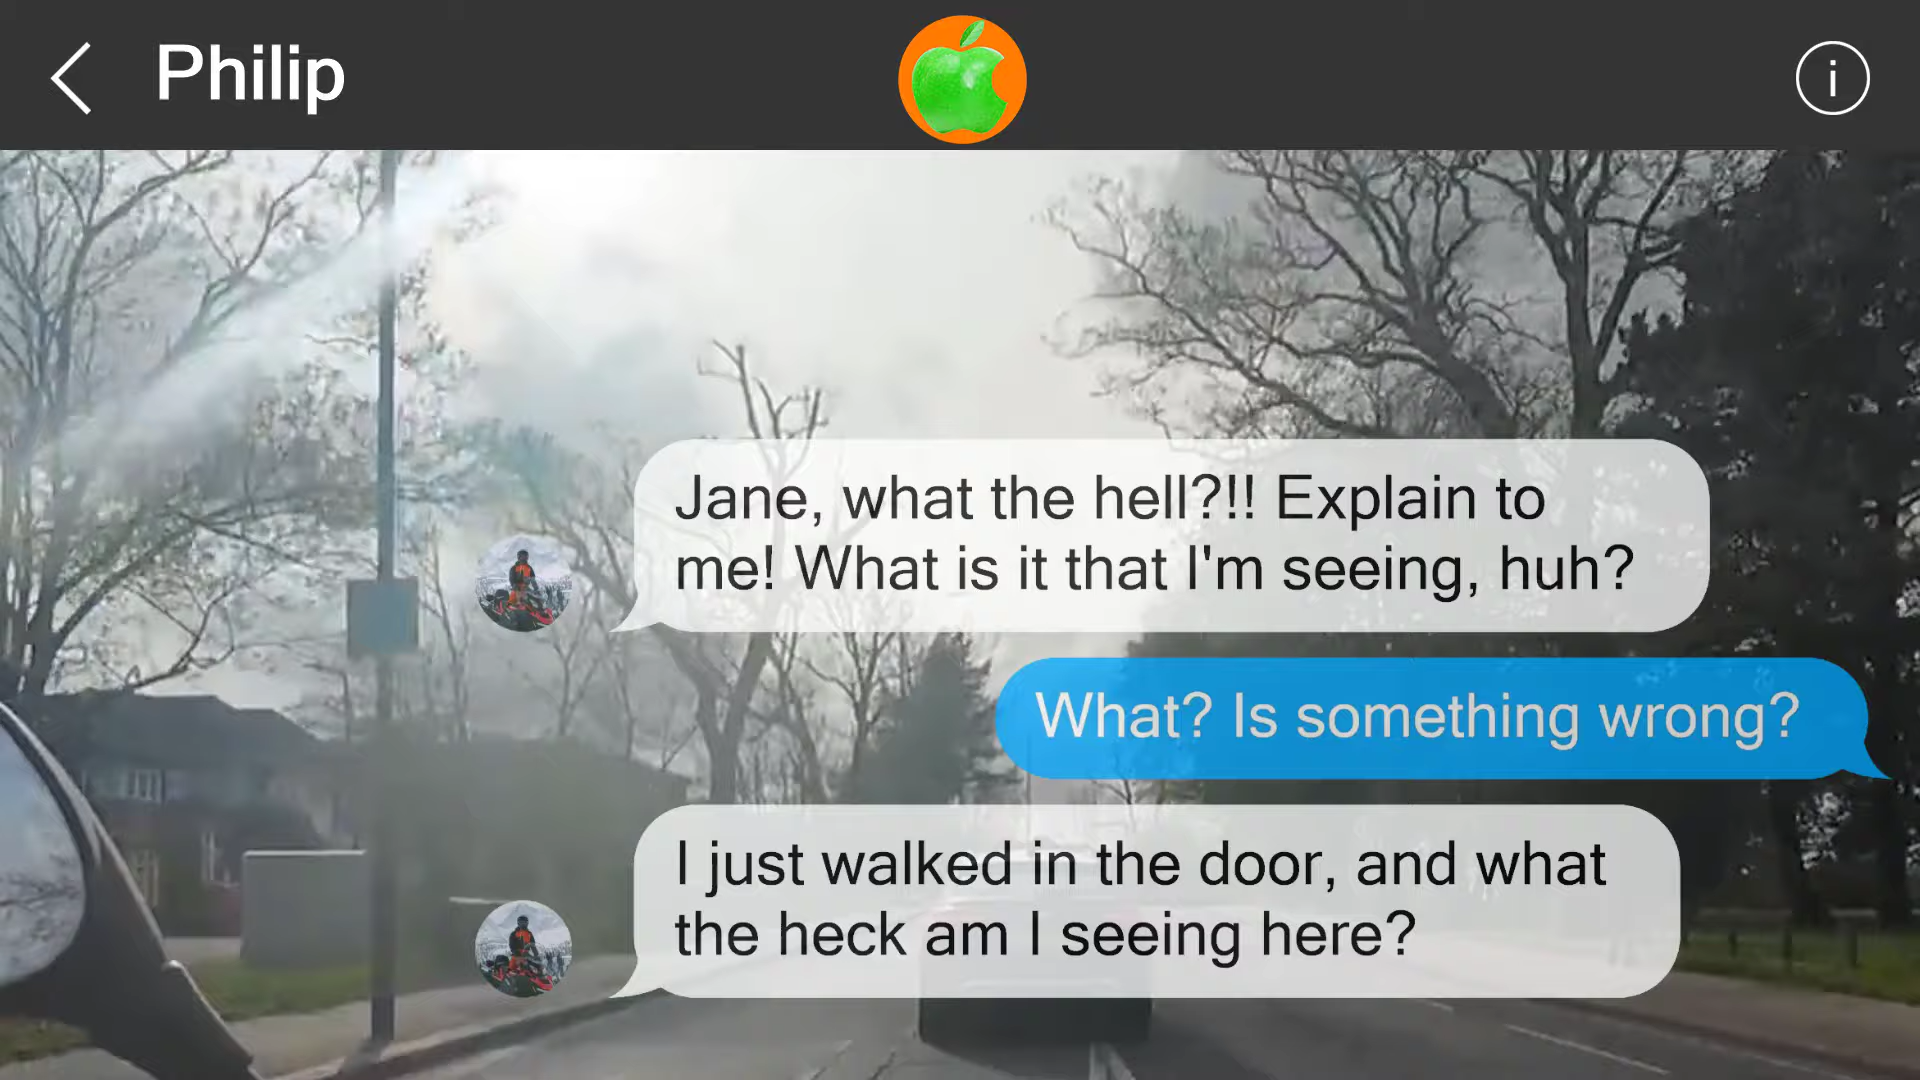 Philip
i
Jane, what the hell?!! Explain to
me! What is it that I'm seeing, huh?
What? Is something wrong?
I just walked in the door, and what
the heck am I seeing here?